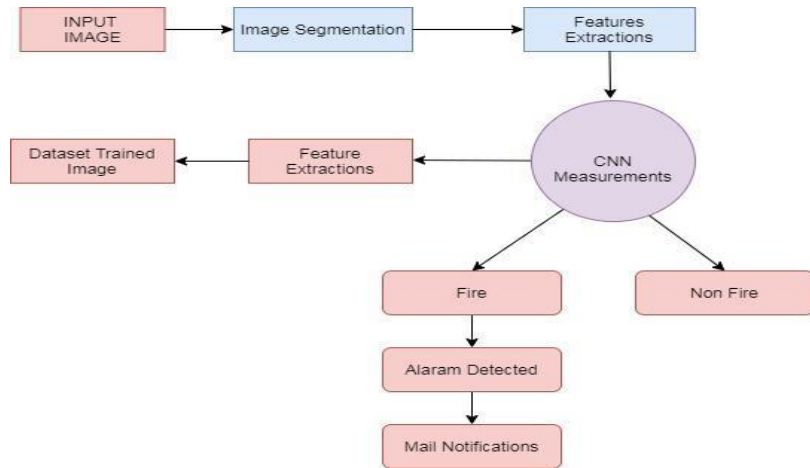 INPUT
IMAGE
Image Segmentation
Features
Extractions
Dataset Trained
Image
Feature
Extractions
CNN
Measurements
Fire
Non Fire
Alaram Detected
Mail Notifications